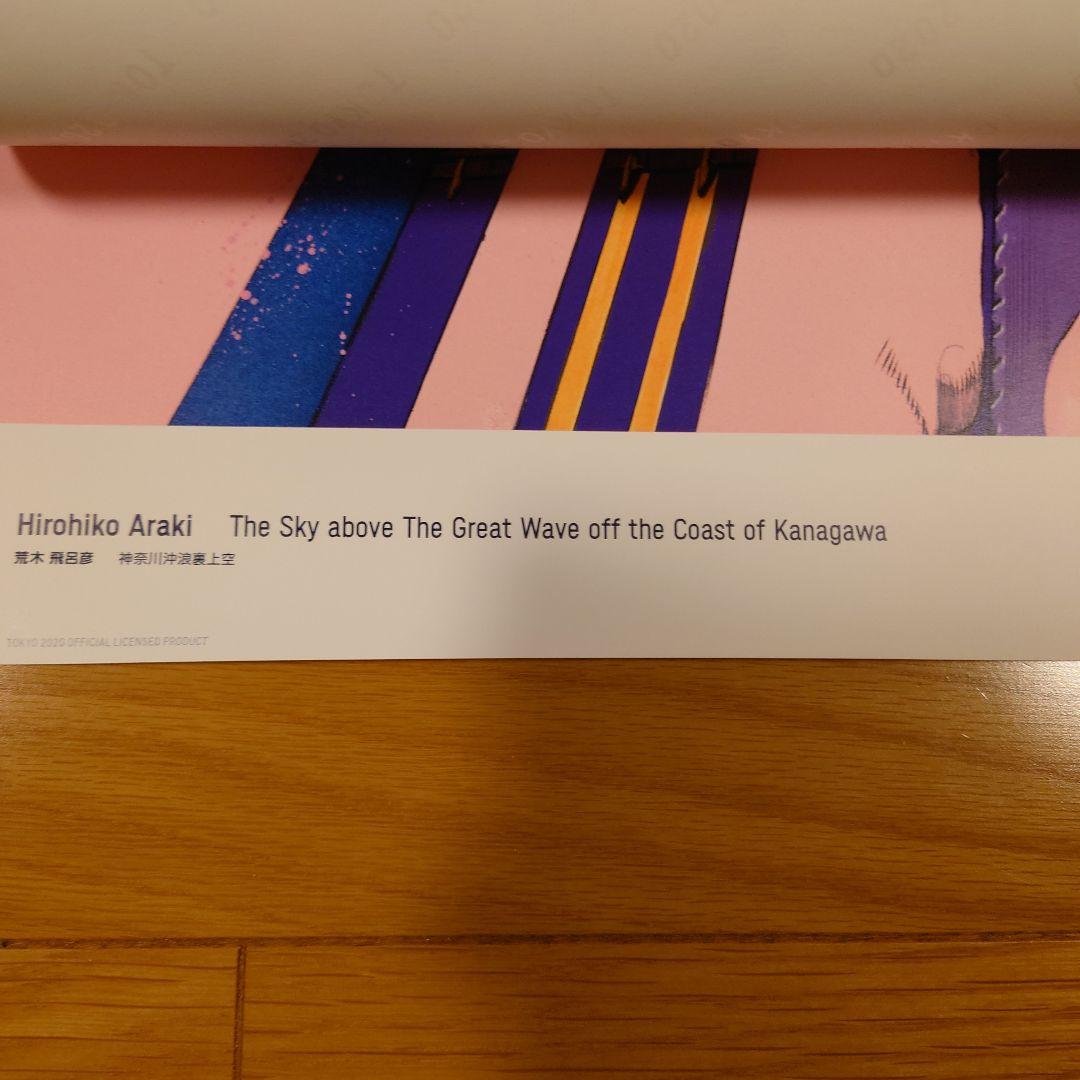 Hirohiko Araki The Sky above The Great Wave off the Coast of Kanagawa
荒木 飛呂彦 神奈川沖浪裏上空
TOKYO 2020 OFFICIAL LICENSED PRODUCT